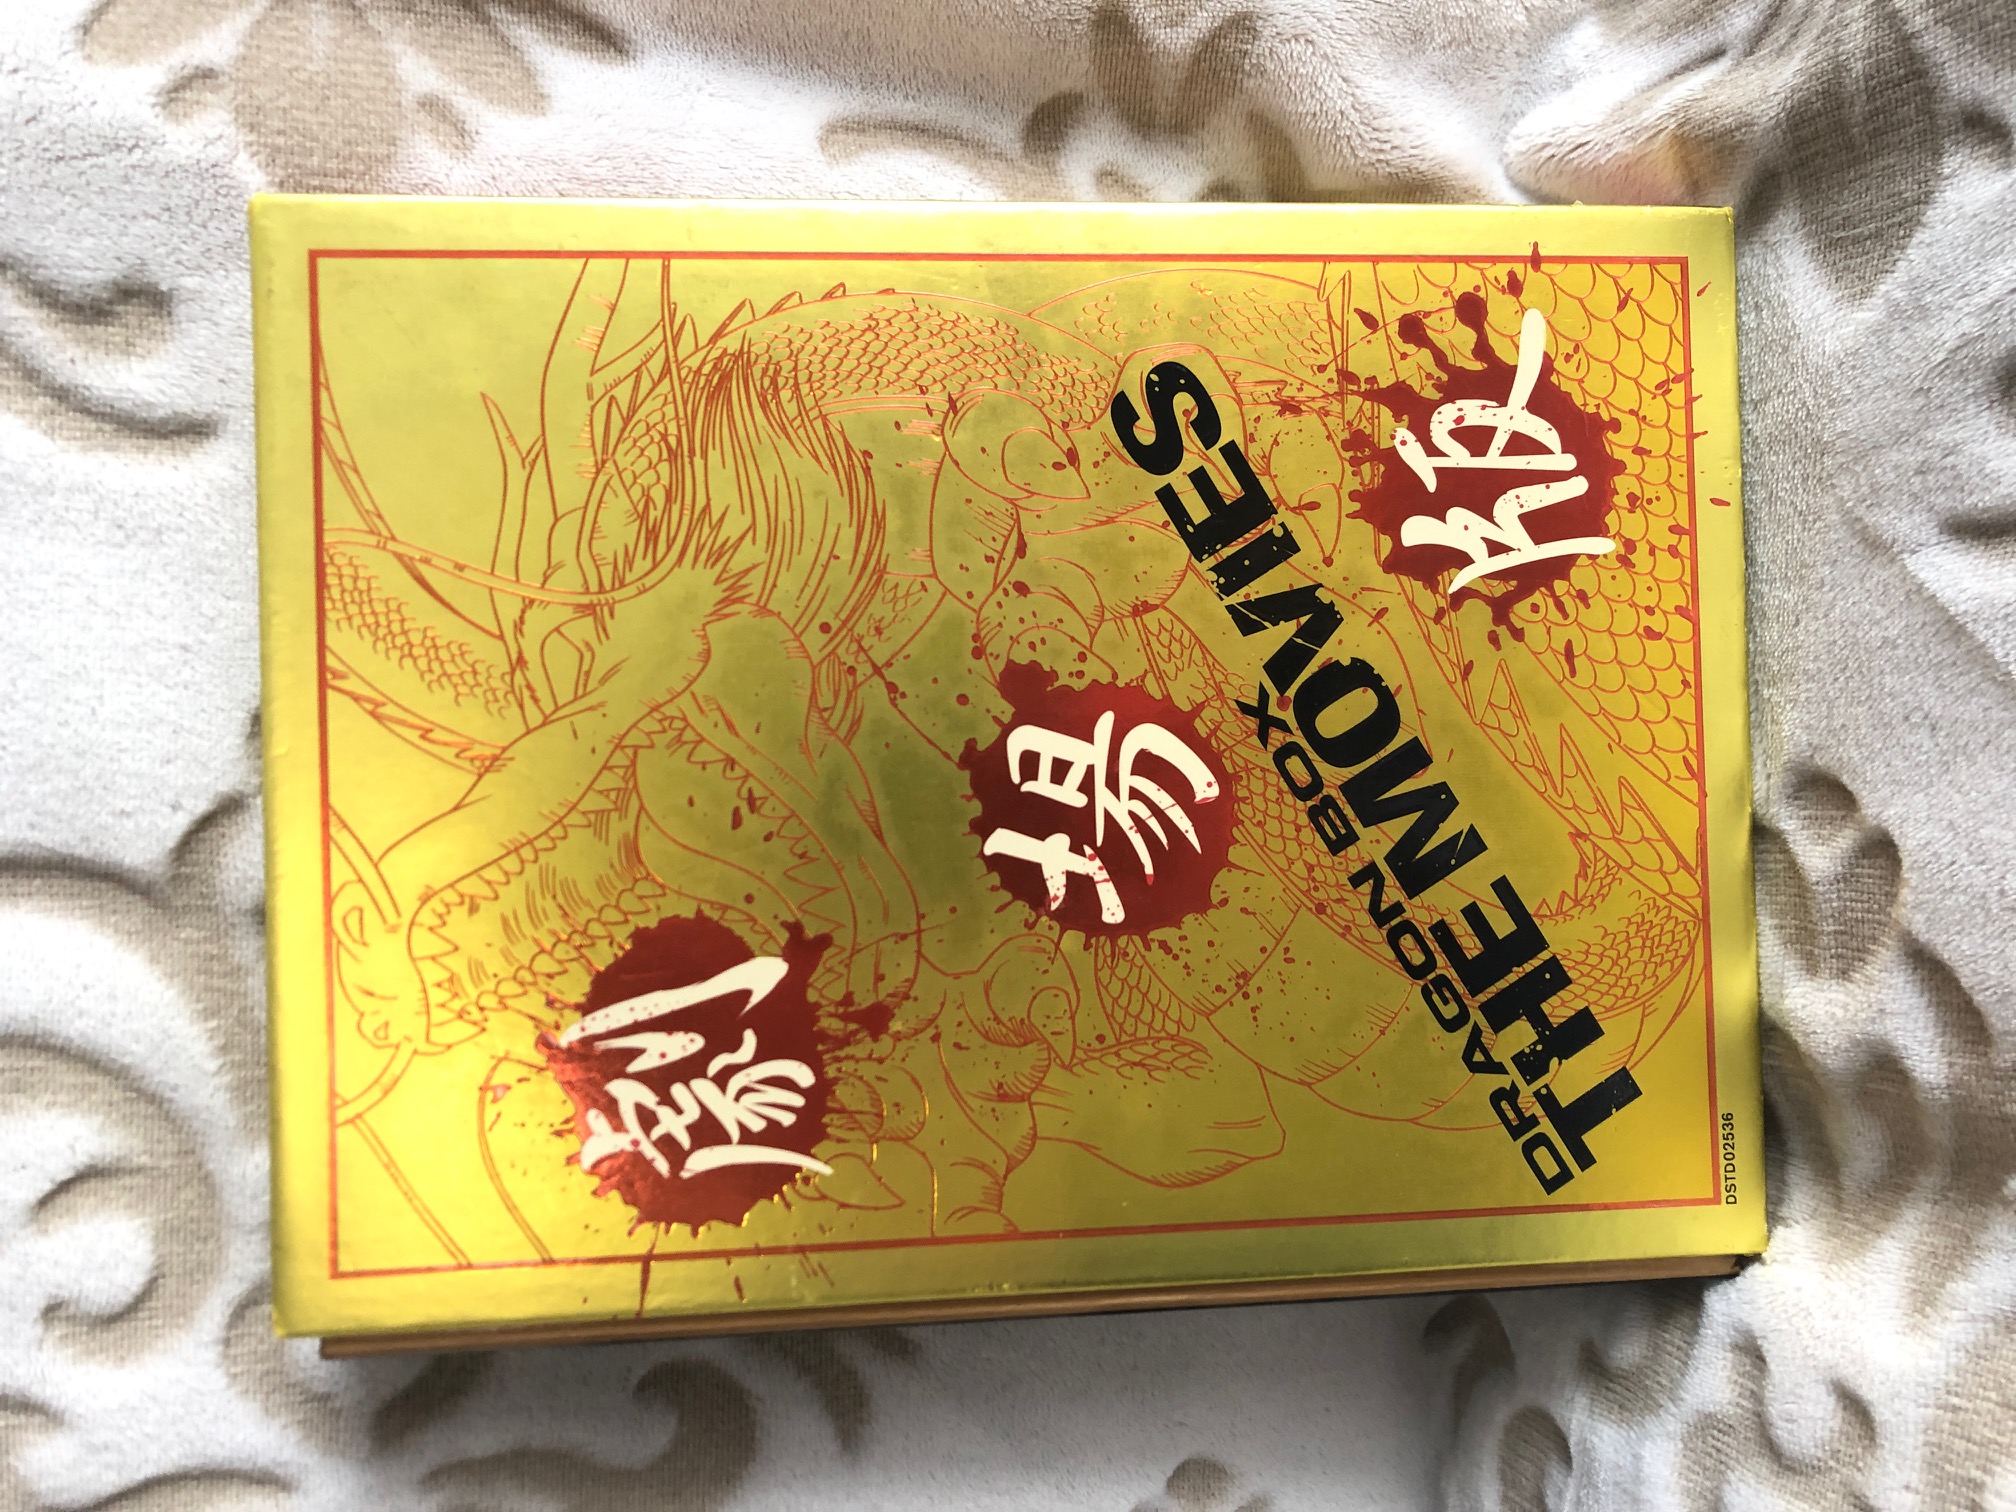 劇場版
DRAGON BOX
THE MOVIES
DSTD02536